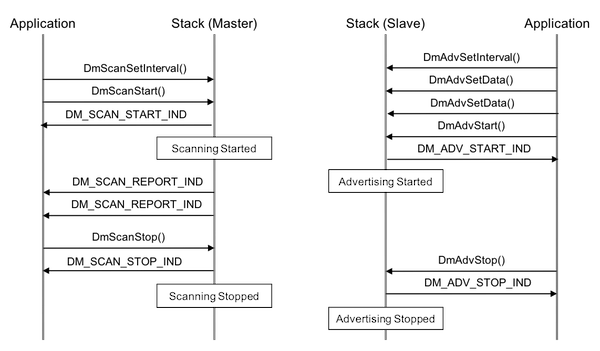 Application
Stack (Master)
Stack (Slave)
Application
DmScanSetInterval()
DmScanStart()
DM_SCAN_START_IND
Scanning Started
DM_SCAN_REPORT_IND
DM_SCAN_REPORT_IND
DmScanStop()
DM_SCAN_STOP_IND
Scanning Stopped
DmAdvSetInterval()
DmAdvSetData()
DmAdvSetData()
DmAdvStart()
DM_ADV_START_IND
Advertising Started
DmAdvStop()
DM_ADV_STOP_IND
Advertising Stopped